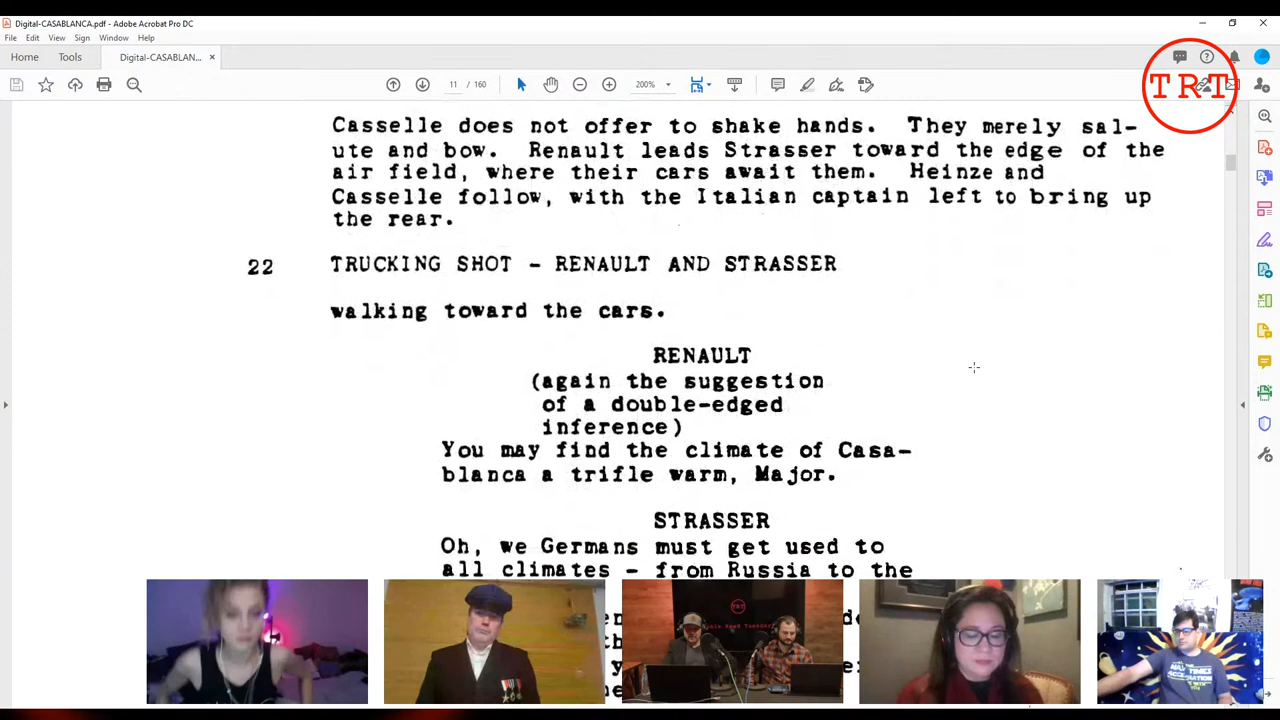 Digital-CASABLANCA.pdf - Adobe Acrobat Pro DC
File Edit View Sign Window Help
Home Tools Digital-CASABLAN... ×
11 / 160 200%
TRT
Casselle does not offer to shake hands. They merely sal-
ute and bow. Renault leads Strasser toward the edge of the
air field, where their cars await them. Heinze and
Casselle follow, with the Italian captain left to bring up
the rear.
22 TRUCKING SHOT - RENAULT AND STRASSER
walking toward the cars.
RENAULT
(again the suggestion
of a double-edged
inference)
You may find the climate of Casa-
blanca a trifle warm, Major.
STRASSER
Oh, we Germans must get used to
all climates - from Russia to the
TRT